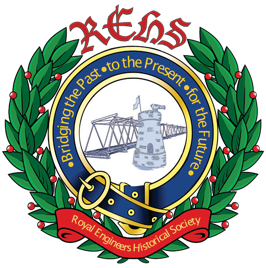 REHS
Bridging the Past • to the Present • for the Future •
Royal Engineers Historical Society